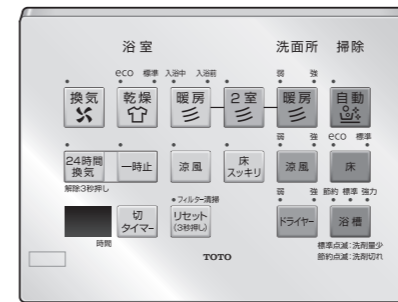 浴室 洗面所 掃除
eco 標準 入浴中 入浴前 弱 強
換気 乾燥 暖房 2室 暖房 自動
弱 強 eco 標準
24時間 換気 一時止 涼風 床 スッキリ 涼風 床
解除3秒押し 弱 強 節約 標準 強力
フィルター清掃
切 タイマー リセット (3秒押し) ドライヤー 浴槽
時間 標準点滅:洗剤量少
TOTO 節約点滅:洗剤切れ